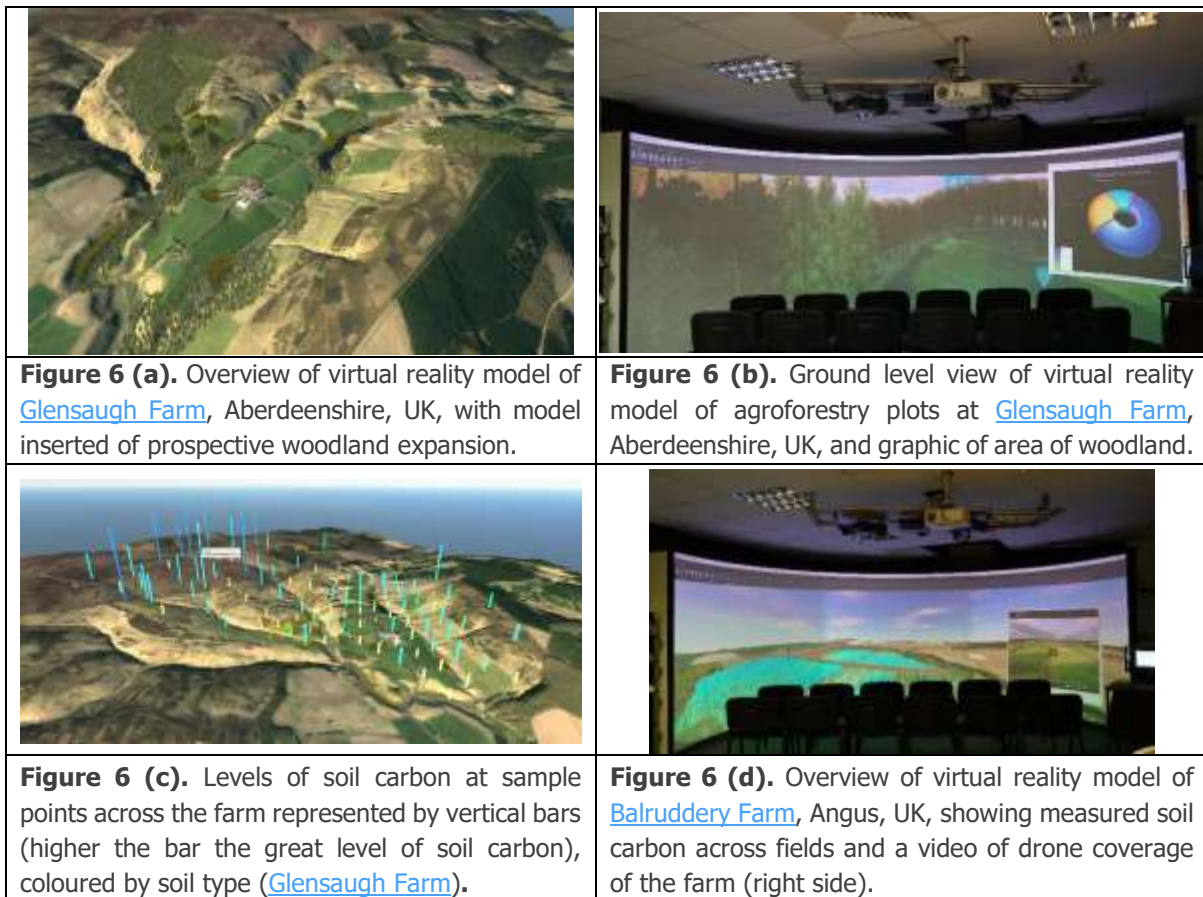 Figure 6 (a). Overview of virtual reality model of
Glensaugh Farm, Aberdeenshire, UK, with model
inserted of prospective woodland expansion.
Figure 6 (b). Ground level view of virtual reality
model of agroforestry plots at Glensaugh Farm,
Aberdeenshire, UK, and graphic of area of woodland.
Figure 6 (c). Levels of soil carbon at sample
points across the farm represented by vertical bars
(higher the bar the great level of soil carbon),
coloured by soil type (Glensaugh Farm).
Figure 6 (d). Overview of virtual reality model of
Balruddery Farm, Angus, UK, showing measured soil
carbon across fields and a video of drone coverage
of the farm (right side).